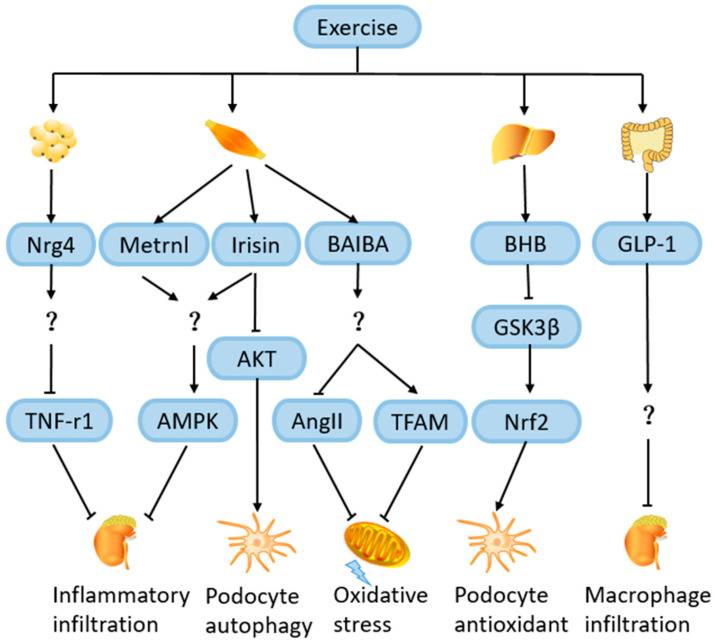 Exercise
Nrg4
Metrnl
Irisin
BAIBA
BHB
GLP-1
?
?
?
GSK3β
AKT
TNF-r1
AMPK
AngII
TFAM
Nrf2
?
Inflammatory
infiltration
Podocyte
autophagy
Oxidative
stress
Podocyte
antioxidant
Macrophage
infiltration